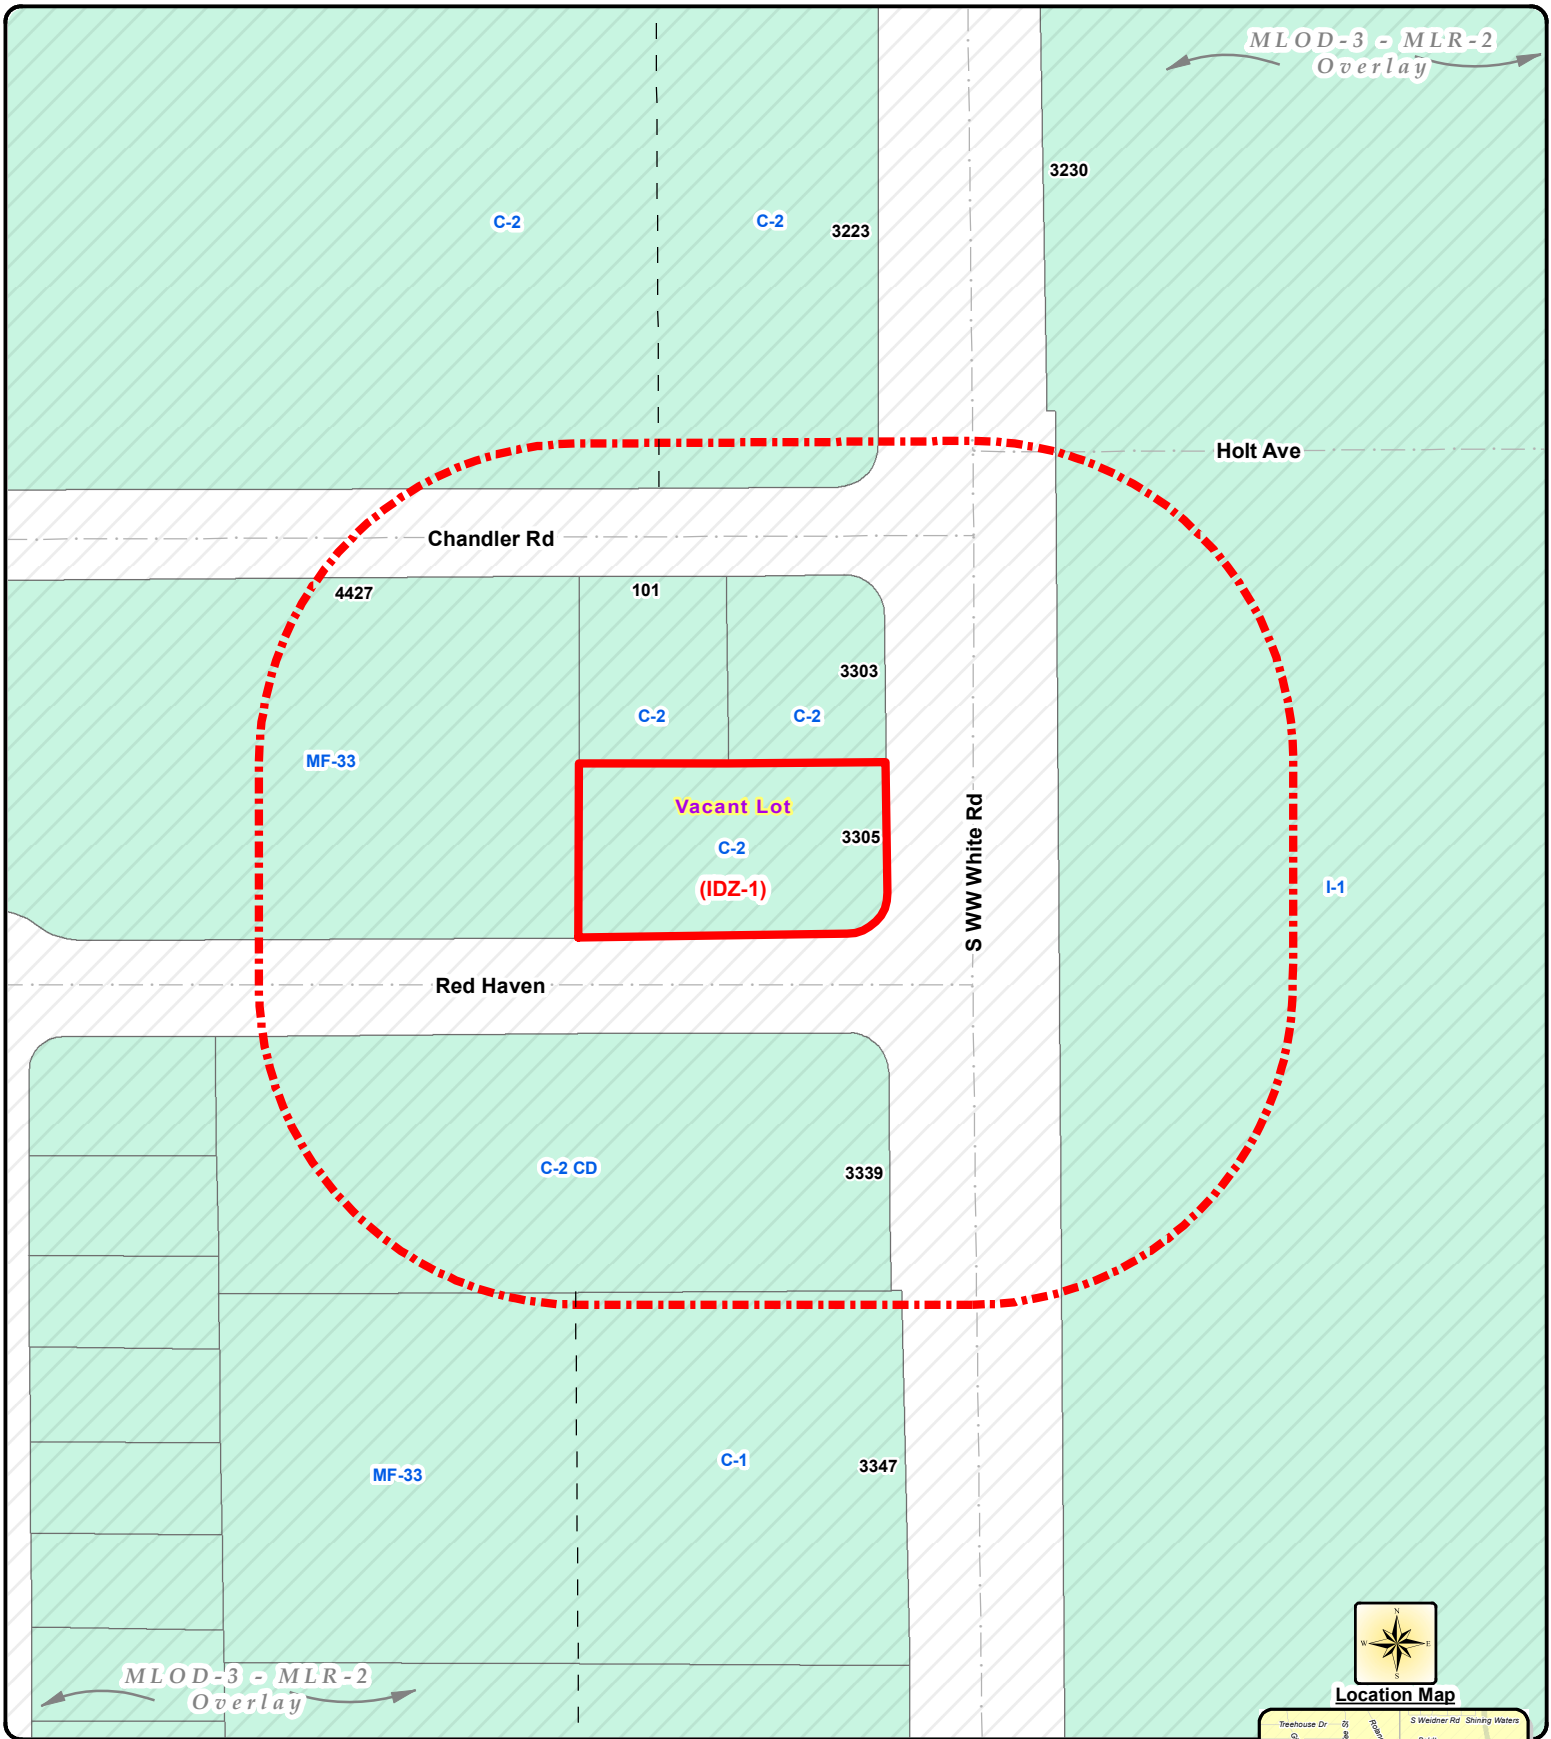 MLOD-3 - MLR-2
Overlay
3230
C-2
C-2
3223
Holt Ave
Chandler Rd
4427
101
3303
C-2
C-2
MF-33
Vacant Lot
3305
C-2
(IDZ-1)
S WW White Rd
I-1
Red Haven
C-2 CD
3339
MF-33
C-1
3347
N
W
E
S
MLOD-3 - MLR-2
Overlay
Location Map
Treehouse Dr
S Weidner Rd
Shining Waters